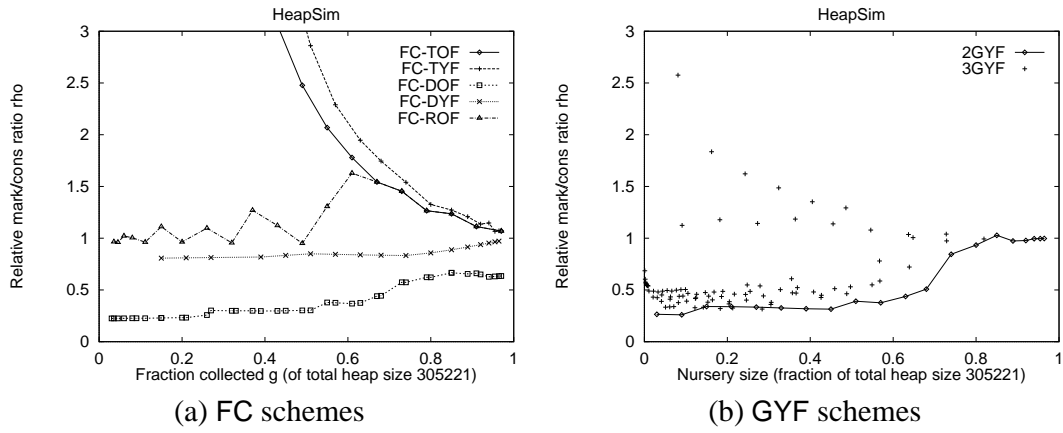 HeapSim
3
2.5
2
1.5
1
0.5
0
Relative mark/cons ratio rho
FC-TOF
FC-TYF
FC-DOF
FC-DYF
FC-ROF
0 0.2 0.4 0.6 0.8 1
Fraction collected g (of total heap size 305221)
(a) FC schemes
HeapSim
3
2.5
2
1.5
1
0.5
0
Relative mark/cons ratio rho
2GYF
3GYF
0 0.2 0.4 0.6 0.8 1
Nursery size (fraction of total heap size 305221)
(b) GYF schemes